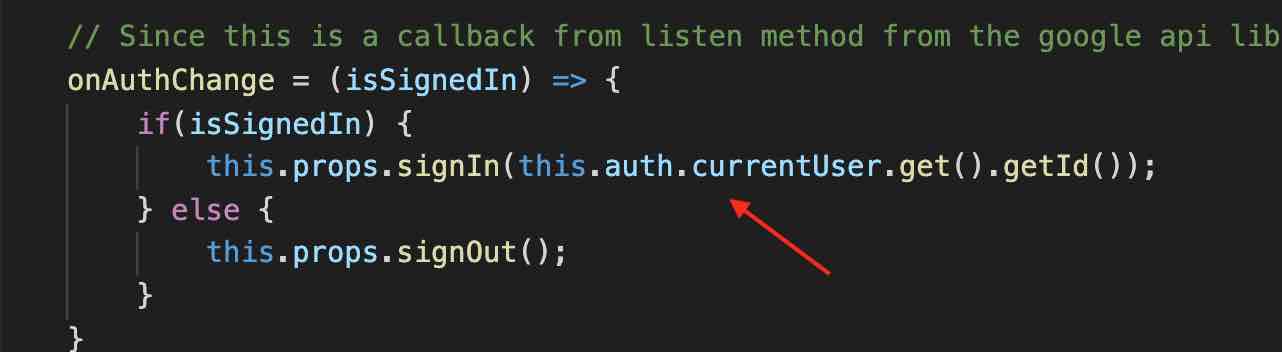 // Since this is a callback from listen method from the google api lib
onAuthChange = (isSignedIn) => {
if(isSignedIn) {
this.props.signIn(this.auth.currentUser.get().getId());
} else {
this.props.signOut();
}
}